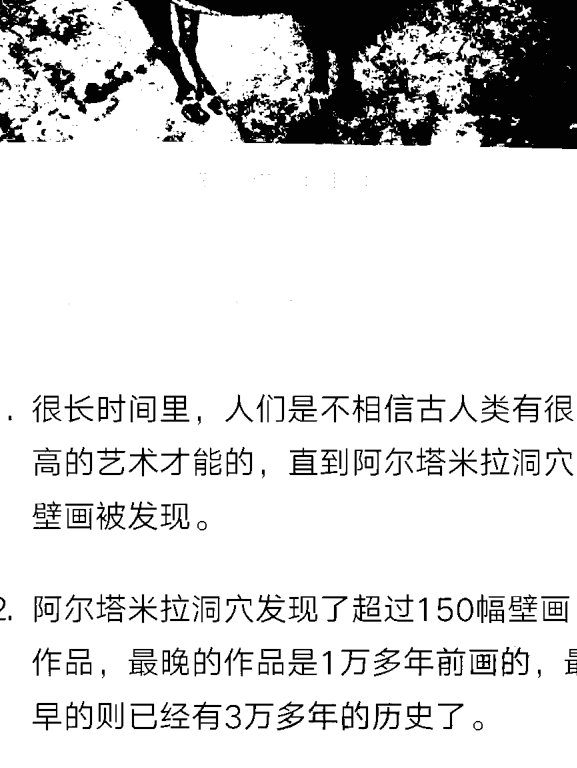 . 很长时间里，人们是不相信古人类有很
高的艺术才能的，直到阿尔塔米拉洞穴
壁画被发现。
2. 阿尔塔米拉洞穴发现了超过150幅壁画
作品，最晚的作品是1万多年前画的，最
早的则已经有3万多年的历史了。